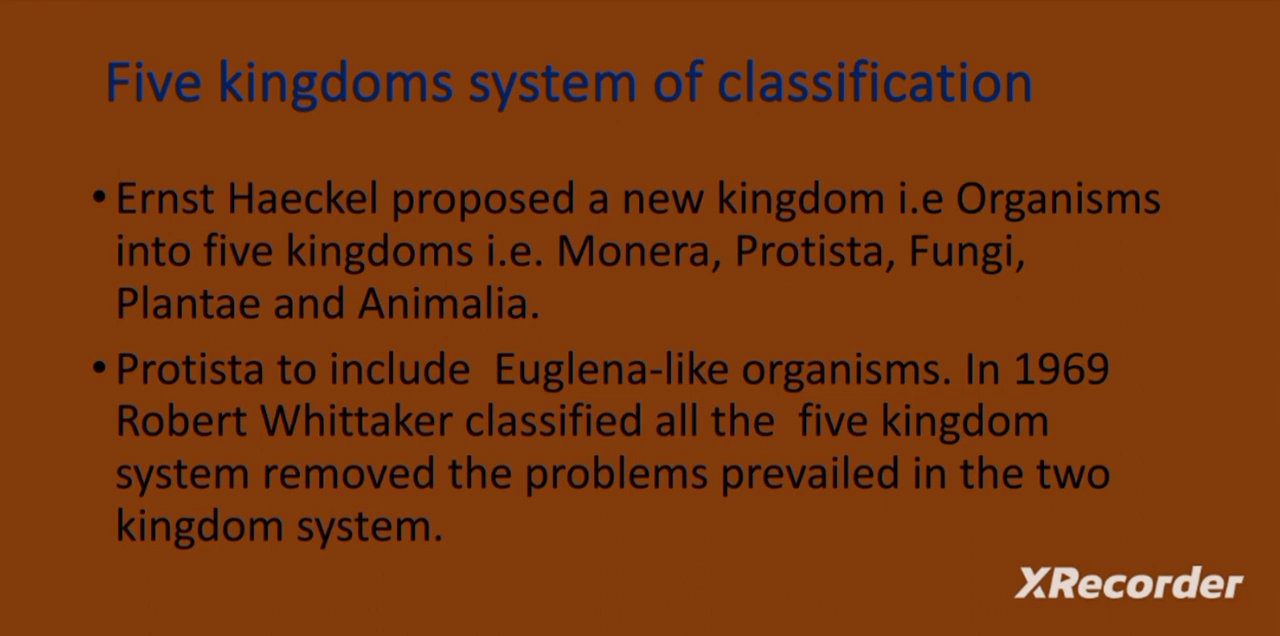 Five kingdoms system of classification
• Ernst Haeckel proposed a new kingdom i.e Organisms
into five kingdoms i.e. Monera, Protista, Fungi,
Plantae and Animalia.
• Protista to include  Euglena-like organisms. In 1969
Robert Whittaker classified all the  five kingdom
system removed the problems prevailed in the two
kingdom system.
XRecorder